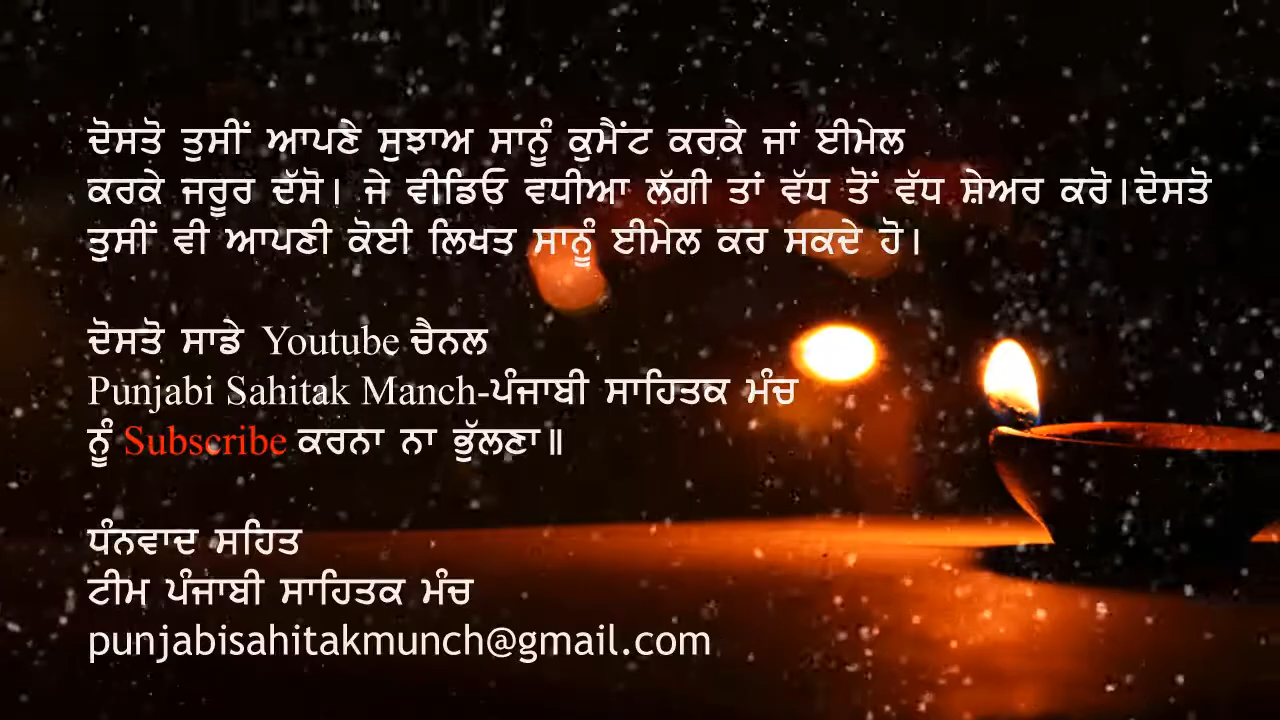 ਦੋਸਤੋ ਤੁਸੀਂ ਆਪਣੇ ਸੁਝਾਅ ਸਾਨੂੰ ਕੁਮੈਂਟ ਕਰਕੇ ਜਾਂ ਈਮੇਲ
ਕਰਕੇ ਜਰੂਰ ਦੱਸੋ। ਜੇ ਵੀਡਿਓ ਵਧੀਆ ਲੱਗੀ ਤਾਂ ਵੱਧ ਤੋਂ ਵੱਧ ਸ਼ੇਅਰ ਕਰੋ।ਦੋਸਤੋ
ਤੁਸੀਂ ਵੀ ਆਪਣੀ ਕੋਈ ਲਿਖਤ ਸਾਨੂੰ ਈਮੇਲ ਕਰ ਸਕਦੇ ਹੋ।
ਦੋਸਤੋ ਸਾਡੇ Youtube ਚੈਨਲ
Punjabi Sahitak Manch-ਪੰਜਾਬੀ ਸਾਹਿਤਕ ਮੰਚ
ਨੂੰ Subscribe ਕਰਨਾ ਨਾ ਭੁੱਲਣਾ॥
ਧੰਨਵਾਦ ਸਹਿਤ
ਟੀਮ ਪੰਜਾਬੀ ਸਾਹਿਤਕ ਮੰਚ
punjabisahitakmunch@gmail.com